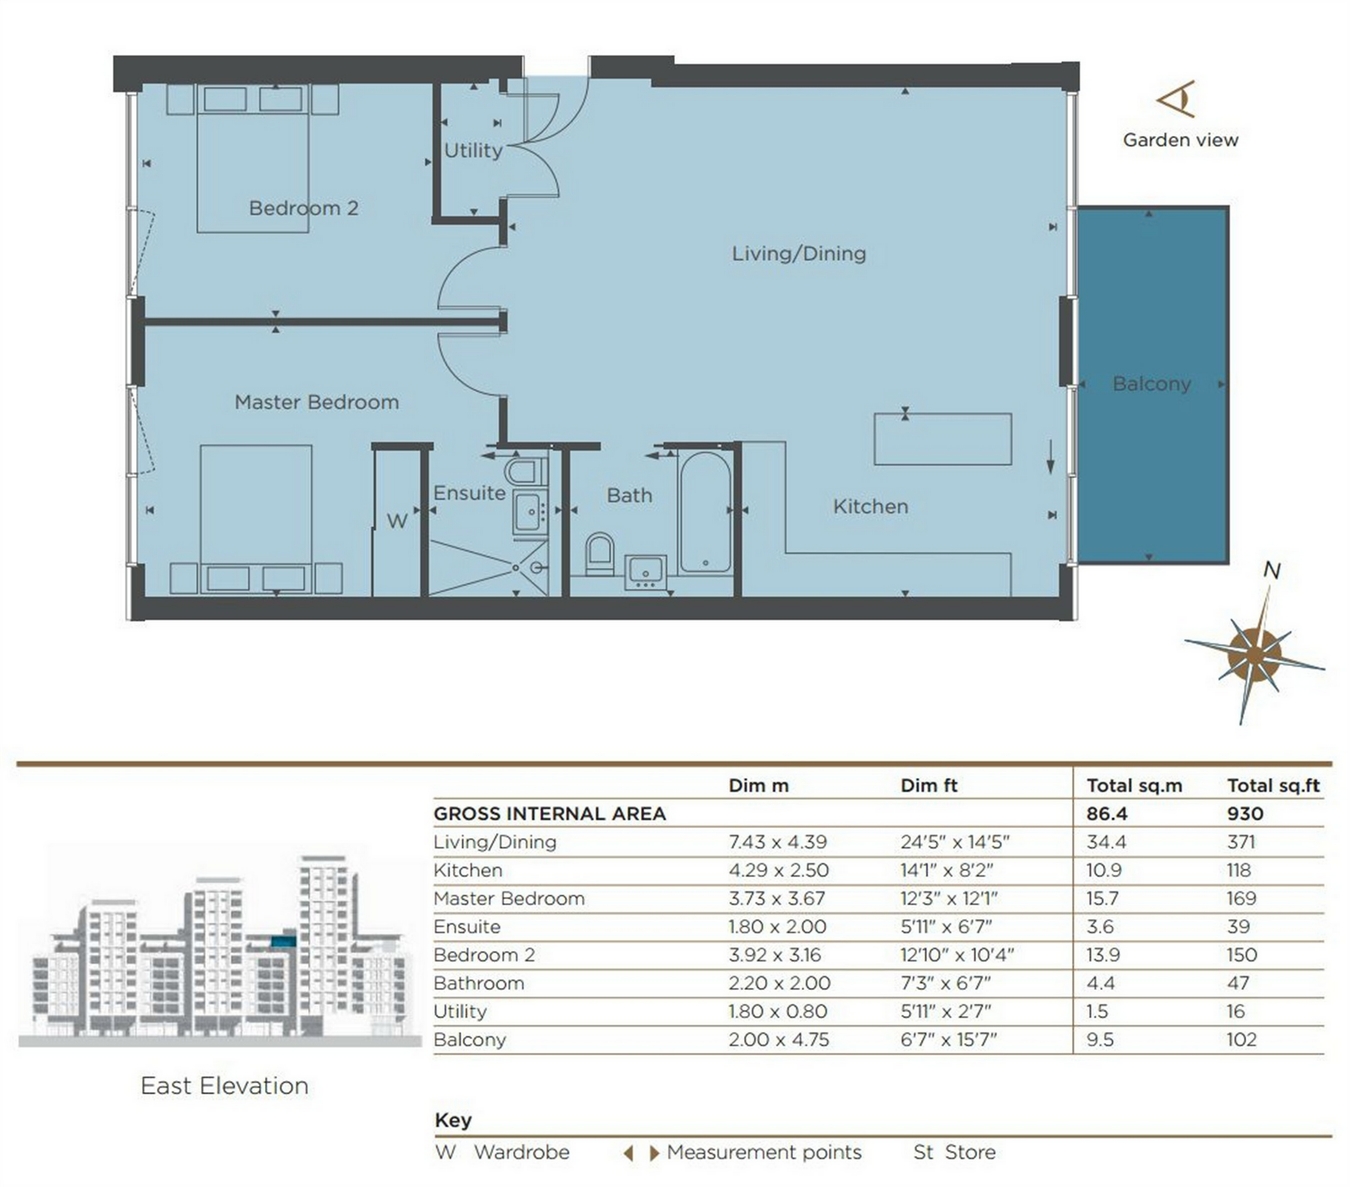 Garden view
Utility
Bedroom 2
Living/Dining
Balcony
Master Bedroom
Ensuite
Bath
W
Kitchen
N
Dim m Dim ft Total sq.m Total sq.ft
GROSS INTERNAL AREA 86.4 930
Living/Dining 7.43 x 4.39 24'5" x 14'5" 34.4 371
Kitchen 4.29 x 2.50 14'1" x 8'2" 10.9 118
Master Bedroom 3.73 x 3.67 12'3" x 12'1" 15.7 169
Ensuite 1.80 x 2.00 5'11" x 6'7" 3.6 39
Bedroom 2 3.92 x 3.16 12'10" x 10'4" 13.9 150
Bathroom 2.20 x 2.00 7'3" x 6'7" 4.4 47
Utility 1.80 x 0.80 5'11" x 2'7" 1.5 16
Balcony 2.00 x 4.75 6'7" x 15'7" 9.5 102
East Elevation
Key
W Wardrobe Measurement points St Store